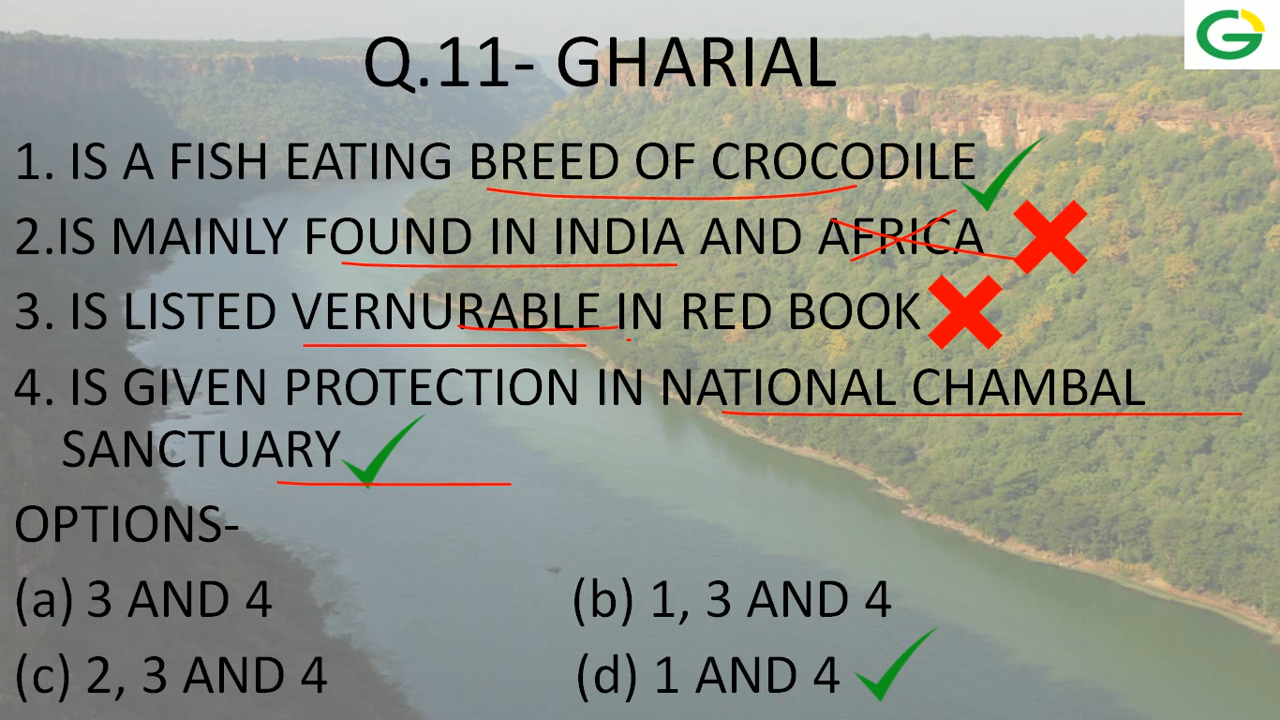 Q.11- GHARIAL
1. IS A FISH EATING BREED OF CROCODILE
2.IS MAINLY FOUND IN INDIA AND AFRICA
3. IS LISTED VERNURABLE IN RED BOOK
4. IS GIVEN PROTECTION IN NATIONAL CHAMBAL
SANCTUARY
OPTIONS-
(a) 3 AND 4 (b) 1, 3 AND 4
(c) 2, 3 AND 4 (d) 1 AND 4